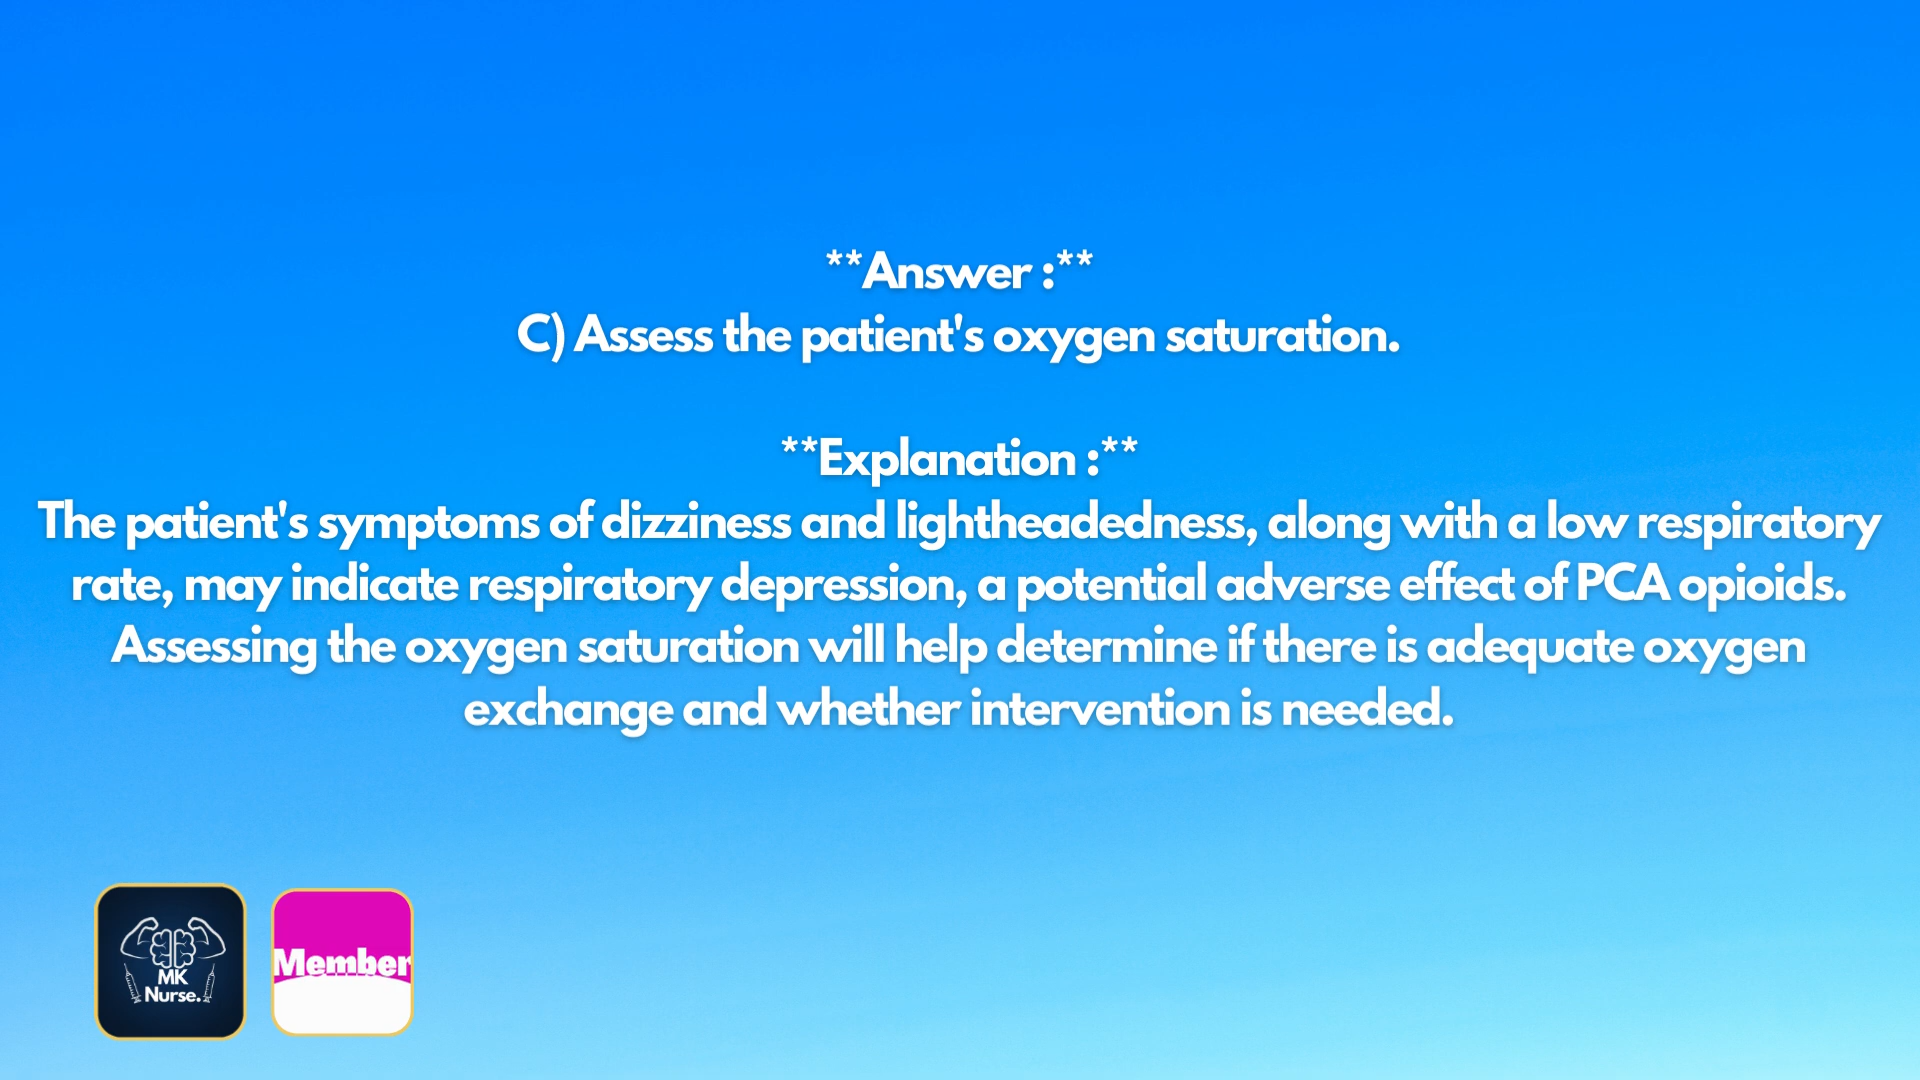 **Answer :**
C) Assess the patient's oxygen saturation.
**Explanation :**
The patient's symptoms of dizziness and lightheadedness, along with a low respiratory
rate, may indicate respiratory depression, a potential adverse effect of PCA opioids.
Assessing the oxygen saturation will help determine if there is adequate oxygen
exchange and whether intervention is needed.
MK
Nurse.
Member